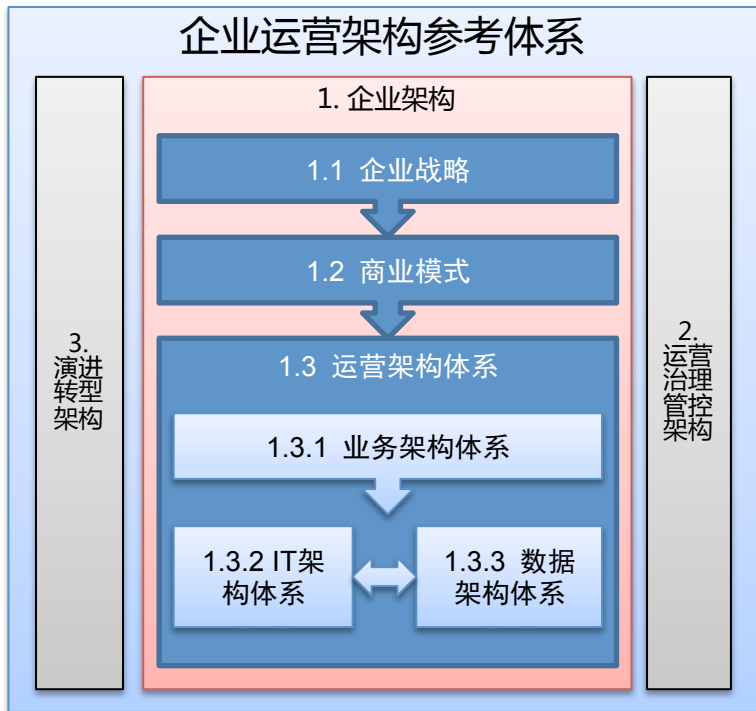 企业运营架构参考体系
1. 企业架构
1.1 企业战略
1.2 商业模式
1.3 运营架构体系
1.3.1 业务架构体系
1.3.2 IT架
构体系
1.3.3 数据
架构体系
3.
演进
转型
架构
2.
运营
治理
管控
架构